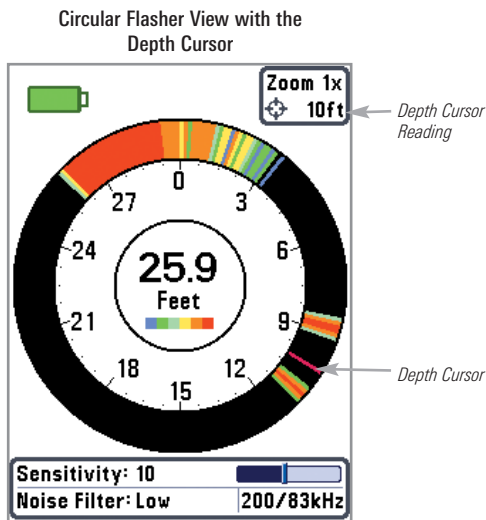 Circular Flasher View with the
Depth Cursor
Zoom 1x
10ft
Depth Cursor
Reading
0
3
6
9
12
15
18
21
24
27
25.9
Feet
Depth Cursor
Sensitivity: 10
Noise Filter: Low
200/83kHz